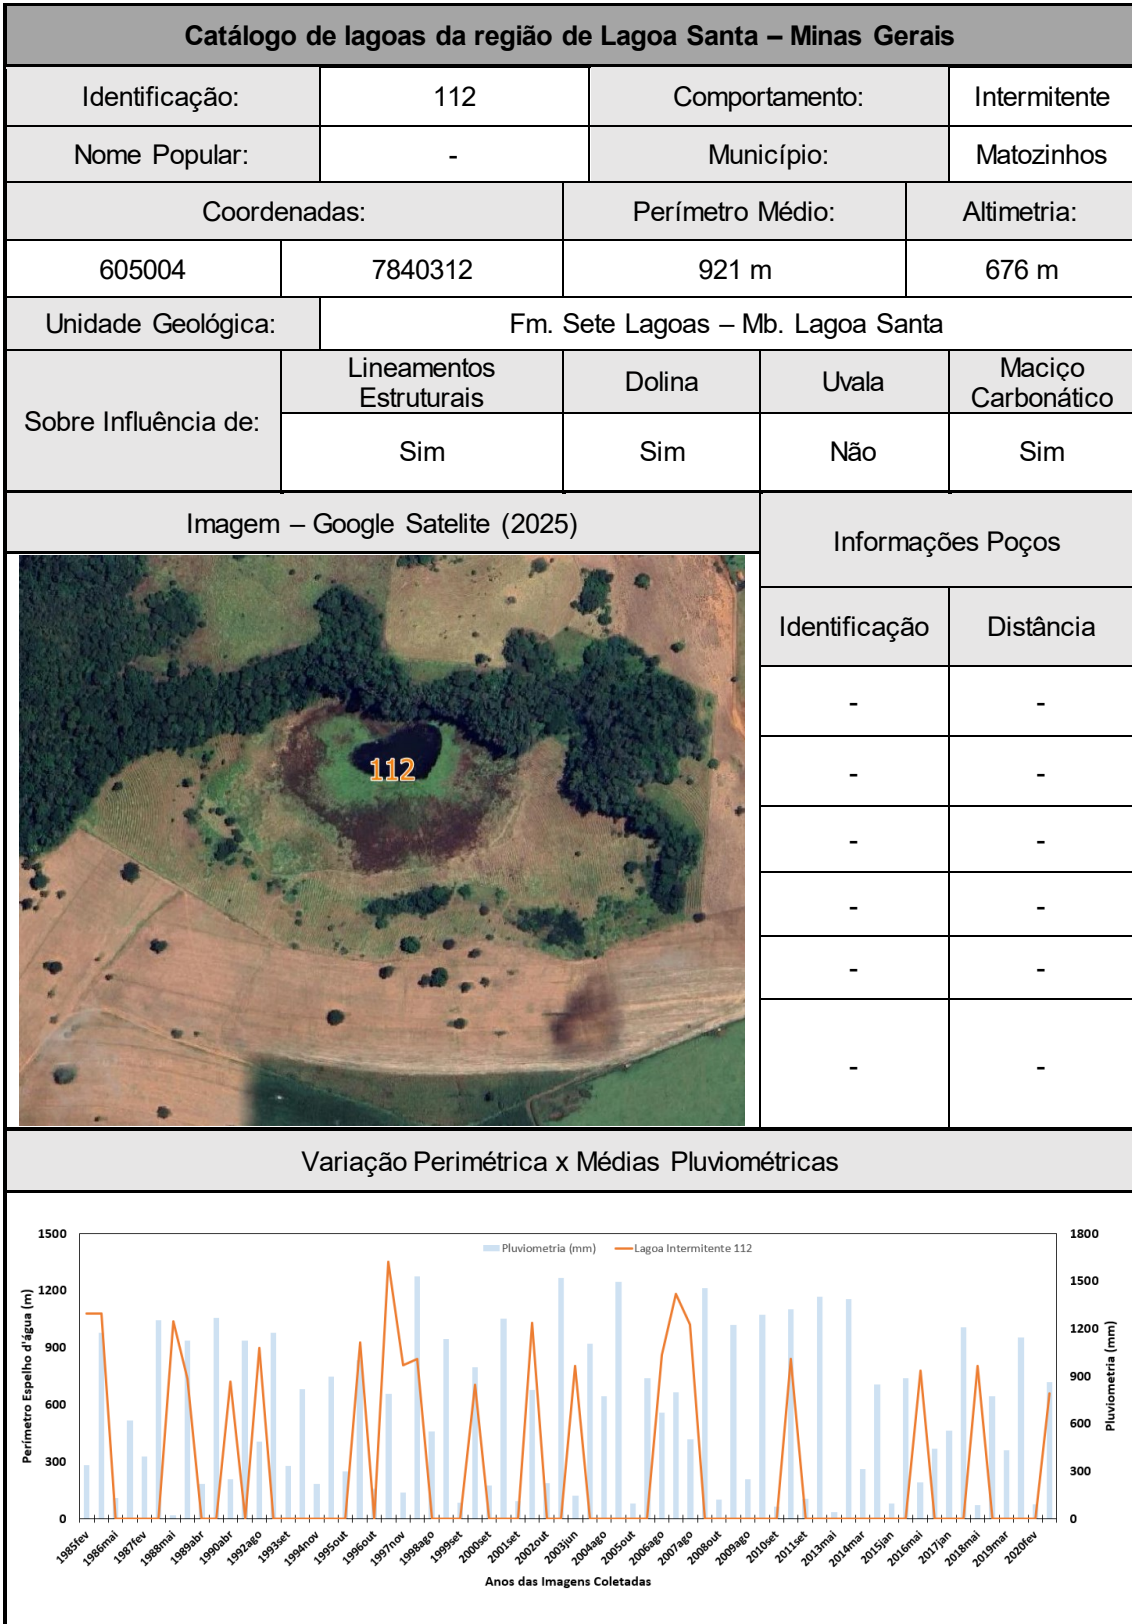 Catálogo de lagoas da região de Lagoa Santa – Minas Gerais
Identificação: 112 Comportamento: Intermitente
Nome Popular: - Município: Matozinhos
Coordenadas: Perímetro Médio: Altimetria:
605004 7840312 921 m 676 m
Unidade Geológica: Fm. Sete Lagoas – Mb. Lagoa Santa
Sobre Influência de:
Lineamentos Estruturais Dolina Uvala Maciço Carbonático
Sim Sim Não Sim
Imagem – Google Satelite (2025)
Informações Poços
Identificação Distância
- -
- -
- -
- -
- -
- -
112
Variação Perimétrica x Médias Pluviométricas
Pluviometria (mm) Lagoa Intermitente 112
Perímetro Espelho d'água (m)
1500
1200
900
600
300
0
1800
1500
1200
900
600
300
0
Pluviometria (mm)
1985fev 1986mai 1987fev 1988mai 1989abr 1990abr 1992ago 1993set 1994nov 1995out 1996out 1997nov 1998ago 1999set 2000set 2001set 2002out 2003jun 2004ago 2005out 2006ago 2007ago 2008out 2009ago 2010set 2011set 2013mai 2014mar 2015jan 2016mai 2017jan 2018mai 2019mar 2020fev
Anos das Imagens Coletadas